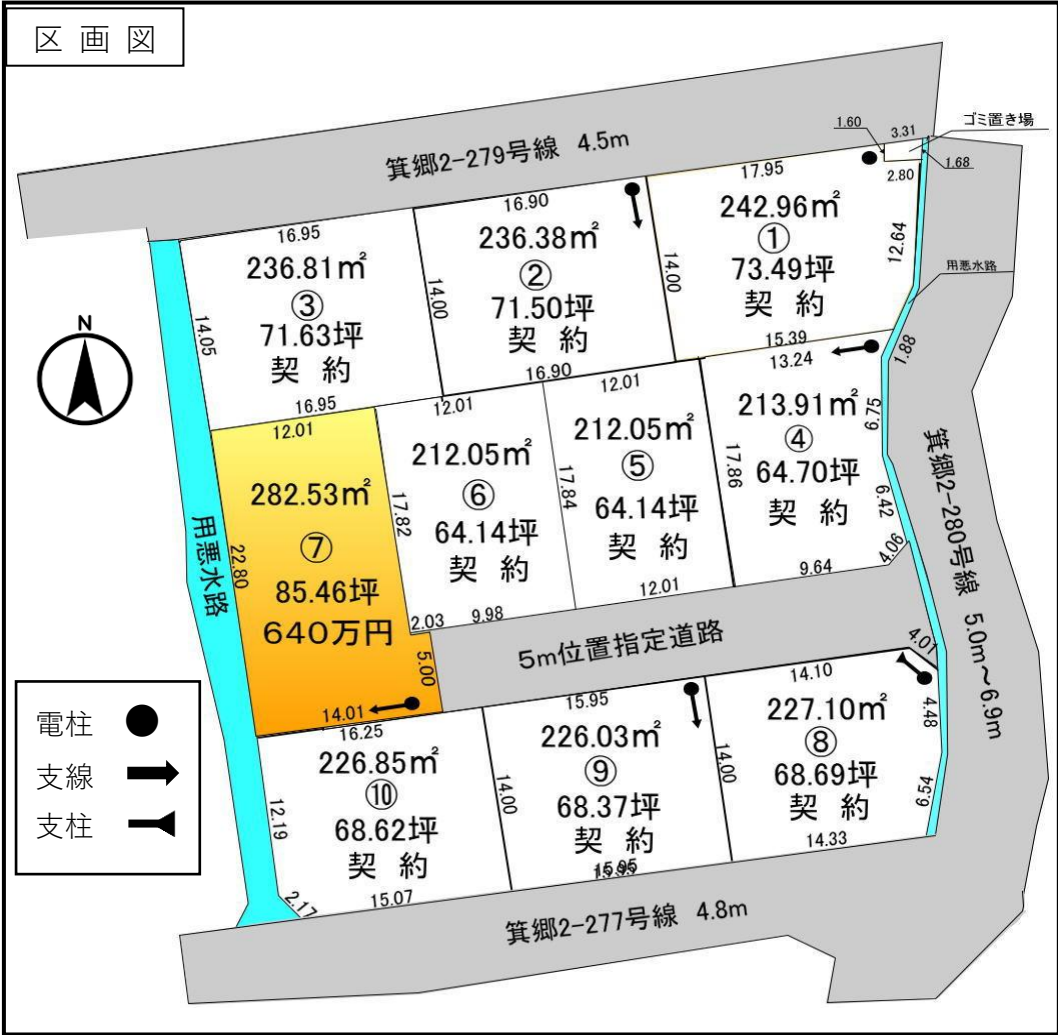 区画図
箕郷2-279号線 4.5m
ゴミ置き場
1.60
3.31
1.68
2.80
17.95
242.96㎡
①
73.49坪
契 約
14.00
12.64
15.39
用悪水路
1.88
16.90
236.38㎡
②
71.50坪
契 約
14.00
16.90
16.95
236.81㎡
③
71.63坪
契 約
14.05
16.95
N
13.24
213.91㎡
④
64.70坪
契 約
17.86
6.75
6.42
4.06
9.64
12.01
212.05㎡
⑤
64.14坪
契 約
17.84
12.01
12.01
212.05㎡
⑥
64.14坪
契 約
17.82
2.03
9.98
12.01
282.53㎡
⑦
85.46坪
640万円
22.80
5.00
14.01
用悪水路
箕郷2-280号線 5.0m~6.9m
5m位置指定道路
4.01
14.10
227.10㎡
⑧
68.69坪
契 約
4.48
6.54
14.00
14.33
15.95
226.03㎡
⑨
68.37坪
契 約
14.00
16.25
226.85㎡
⑩
68.62坪
契 約
12.19
2.17
15.07
箕郷2-277号線 4.8m
電柱
支線
支柱